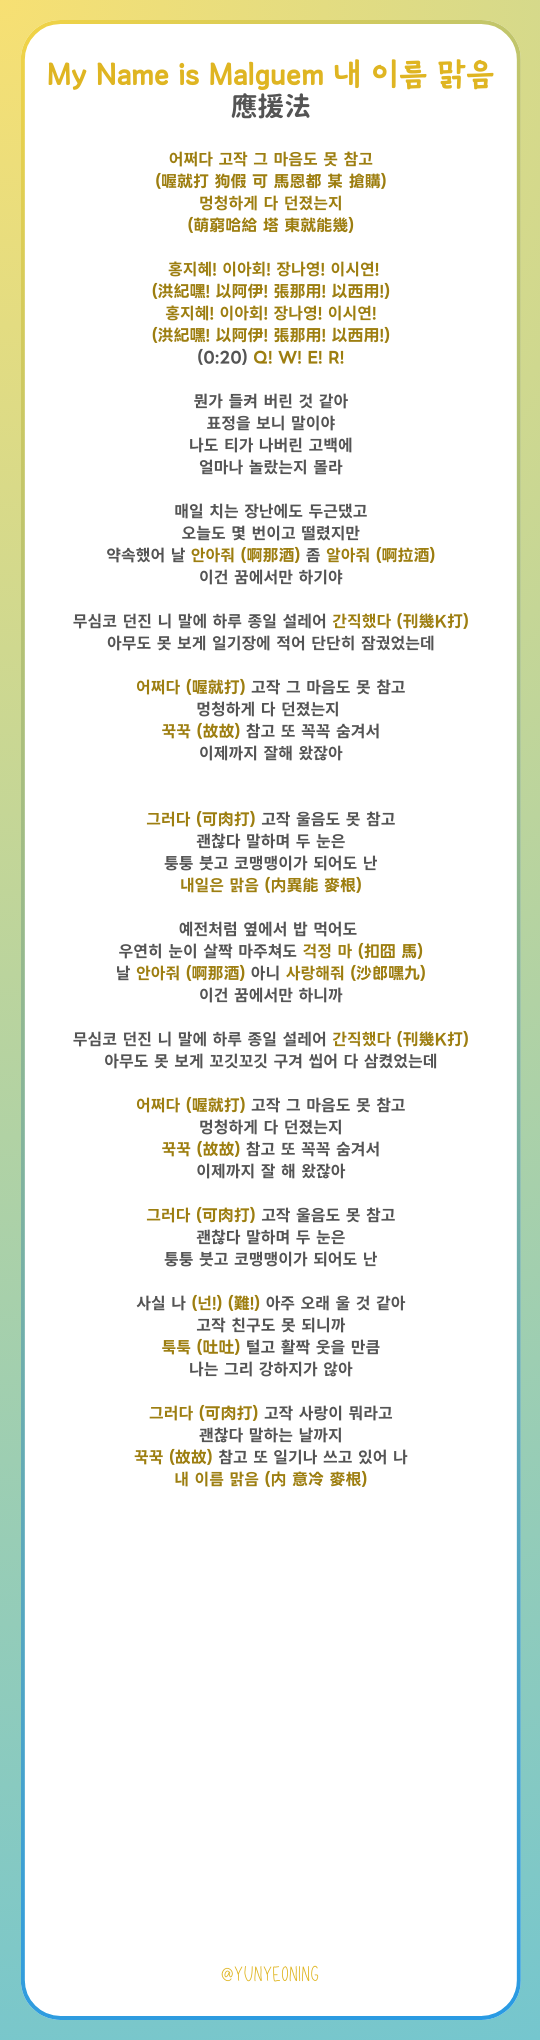 My Name is Malguem 내 이름 맑음
應援法
어쩌다 고작 그 마음도 못 참고
(喔就打 狗假 可 馬恩都 某 搶購)
멍청하게 다 던졌는지
(萌窮哈給 塔 東就能幾)
홍지혜! 이아회! 장나영! 이시연!
(洪紀嘿! 以阿伊! 張那用! 以西用!)
홍지혜! 이아회! 장나영! 이시연!
(洪紀嘿! 以阿伊! 張那用! 以西用!)
(0:20) Q! W! E! R!
뭔가 들켜 버린 것 같아
표정을 보니 말이야
나도 티가 나버린 고백에
얼마나 놀랐는지 몰라
매일 치는 장난에도 두근댔고
오늘도 몇 번이고 떨렸지만
약속했어 날 안아줘 (啊那酒) 좀 알아줘 (啊拉酒)
이건 꿈에서만 하기야
무심코 던진 니 말에 하루 종일 설레어 간직했다 (刊幾K打)
아무도 못 보게 일기장에 적어 단단히 잠궜었는데
어쩌다 (喔就打) 고작 그 마음도 못 참고
멍청하게 다 던졌는지
꾹꾹 (故故) 참고 또 꼭꼭 숨겨서
이제까지 잘해 왔잖아
그러다 (可肉打) 고작 울음도 못 참고
괜찮다 말하며 두 눈은
퉁퉁 붓고 코맹맹이가 되어도 난
내일은 맑음 (内異能 麥根)
예전처럼 옆에서 밥 먹어도
우연히 눈이 살짝 마주쳐도 걱정 마 (扣囧 馬)
날 안아줘 (啊那酒) 아니 사랑해줘 (沙郎嘿九)
이건 꿈에서만 하니까
무심코 던진 니 말에 하루 종일 설레어 간직했다 (刊幾K打)
아무도 못 보게 꼬깃꼬깃 구겨 씹어 다 삼켰었는데
어쩌다 (喔就打) 고작 그 마음도 못 참고
멍청하게 다 던졌는지
꾹꾹 (故故) 참고 또 꼭꼭 숨겨서
이제까지 잘 해 왔잖아
그러다 (可肉打) 고작 울음도 못 참고
괜찮다 말하며 두 눈은
퉁퉁 붓고 코맹맹이가 되어도 난
사실 나 (넌!) (難!) 아주 오래 울 것 같아
고작 친구도 못 되니까
툭툭 (吐吐) 털고 활짝 웃을 만큼
나는 그리 강하지가 않아
그러다 (可肉打) 고작 사랑이 뭐라고
괜찮다 말하는 날까지
꾹꾹 (故故) 참고 또 일기나 쓰고 있어 나
내 이름 맑음 (内 意冷 麥根)
@YUNYEONING